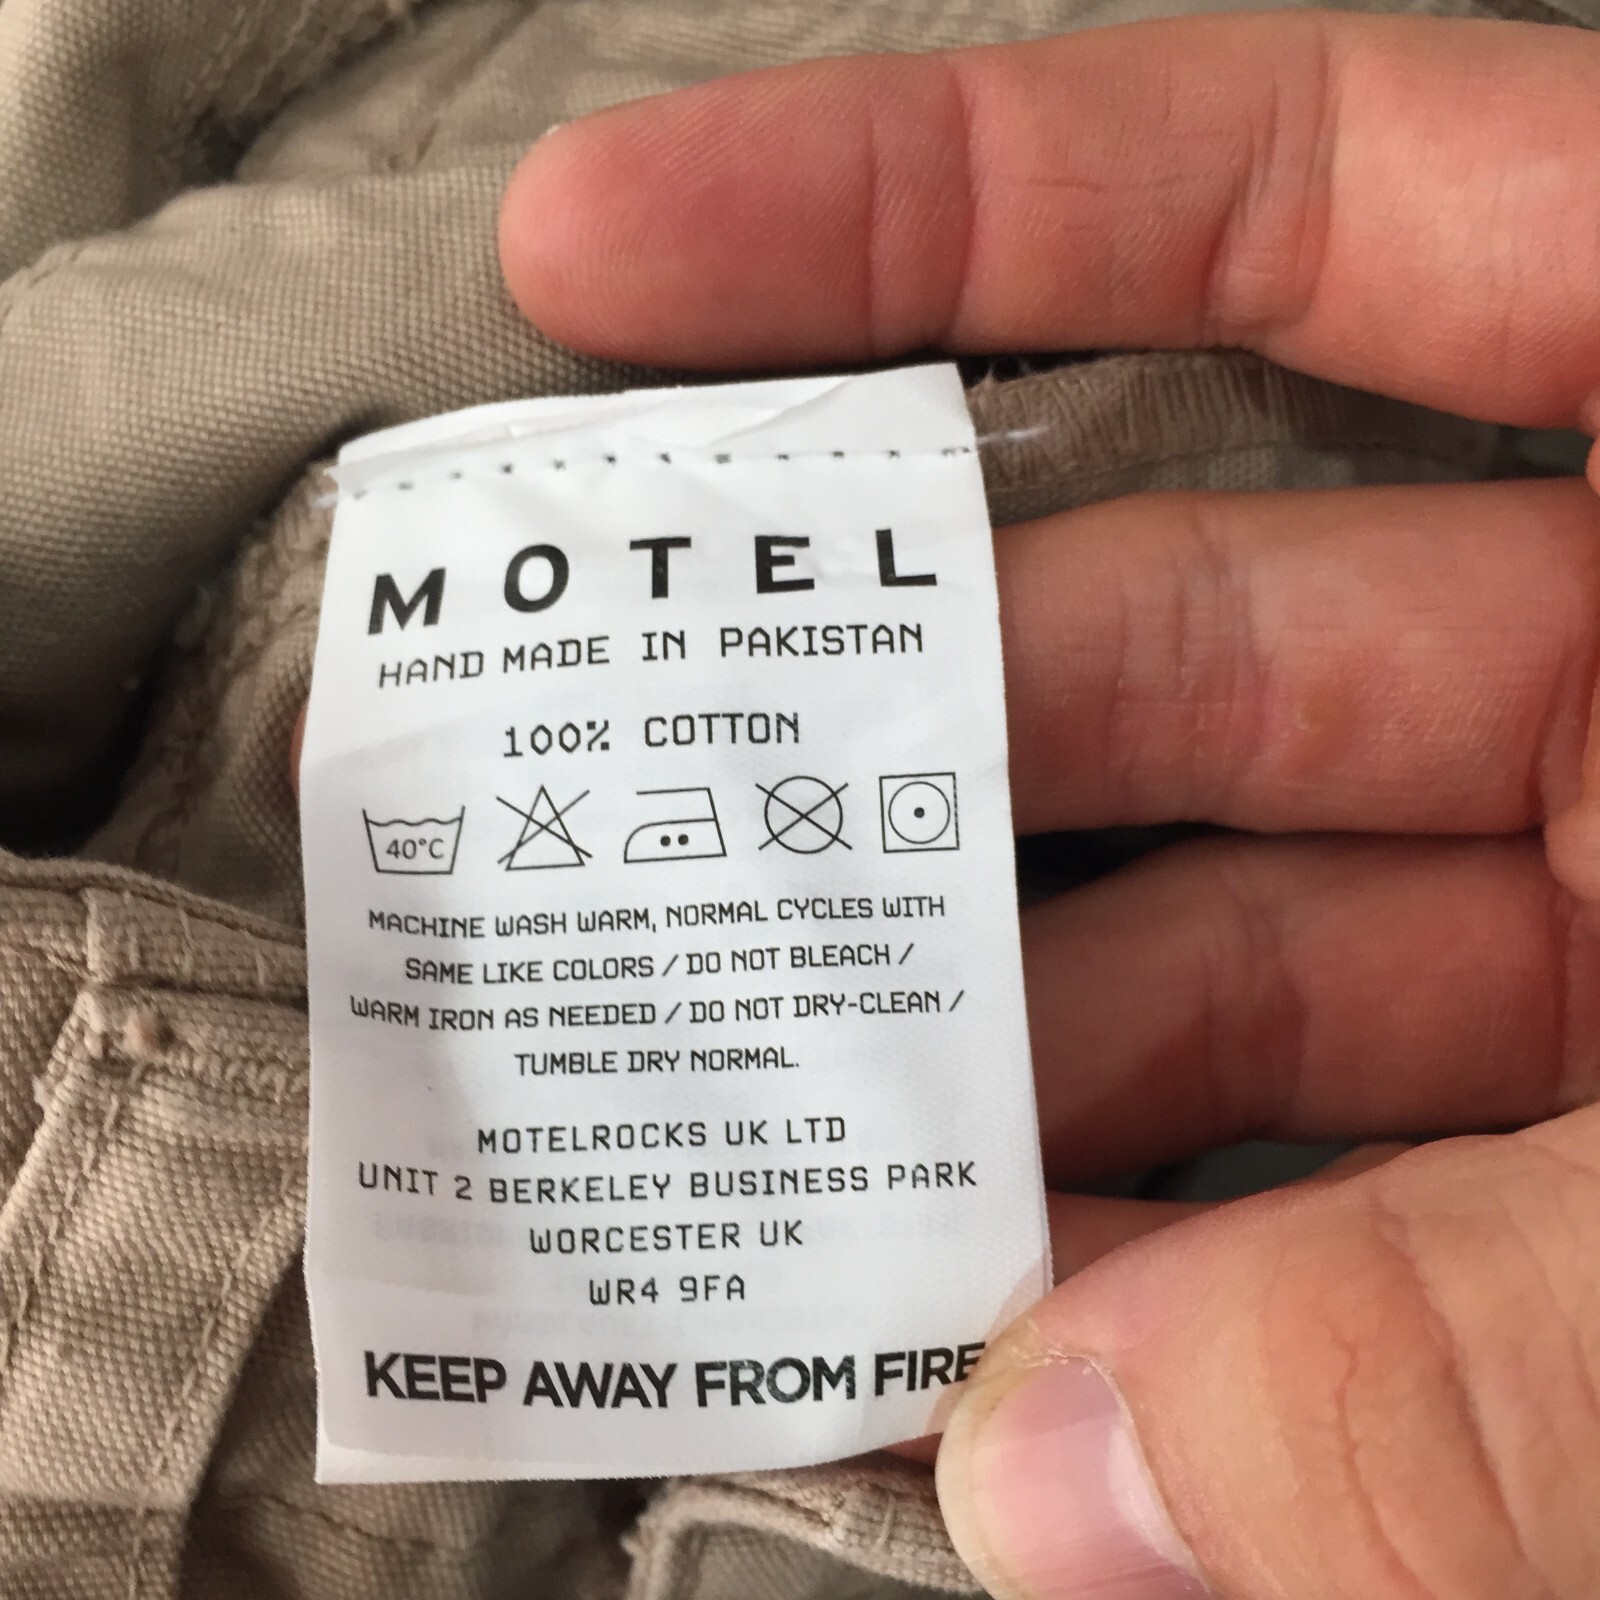 MOTEL
HAND MADE IN PAKISTAN
100% COTTON
40°C
MACHINE WASH WARM, NORMAL CYCLES WITH
SAME LIKE COLORS / DO NOT BLEACH /
WARM IRON AS NEEDED / DO NOT DRY-CLEAN /
TUMBLE DRY NORMAL.
MOTELROCKS UK LTD
UNIT 2 BERKELEY BUSINESS PARK
WORCESTER UK
WR4 9FA
KEEP AWAY FROM FIRE